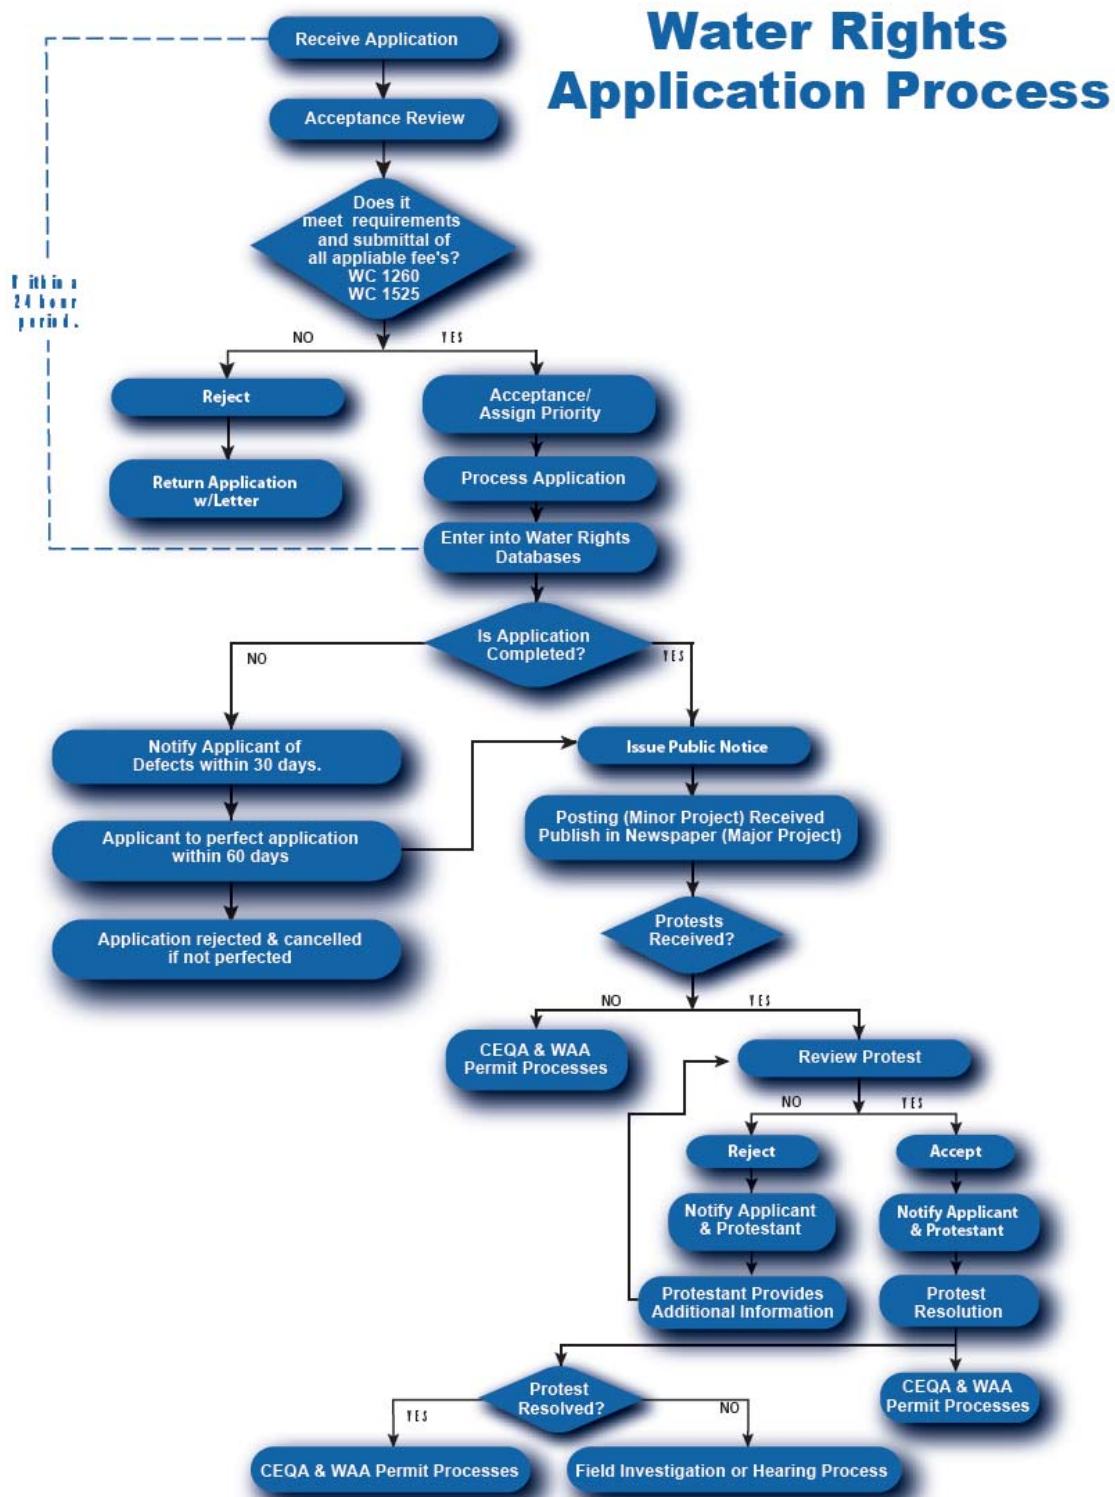 Water Rights
Application Process
Receive Application
Acceptance Review
Does it
meet requirements
and submittal of
all appliable fee's?
WC 1260
WC 1525
Within a
24 hour
period.
NO
YES
Reject
Acceptance/
Assign Priority
Return Application
w/Letter
Process Application
Enter into Water Rights
Databases
Is Application
Completed?
NO
YES
Notify Applicant of
Defects within 30 days.
Issue Public Notice
Applicant to perfect application
within 60 days
Posting (Minor Project) Received
Publish in Newspaper (Major Project)
Application rejected & cancelled
if not perfected
Protests
Received?
NO
YES
CEQA & WAA
Permit Processes
Review Protest
NO
YES
Reject
Accept
Notify Applicant
& Protestant
Notify Applicant
& Protestant
Protestant Provides
Additional Information
Protest
Resolution
Protest
Resolved?
CEQA & WAA
Permit Processes
YES
NO
CEQA & WAA Permit Processes
Field Investigation or Hearing Process